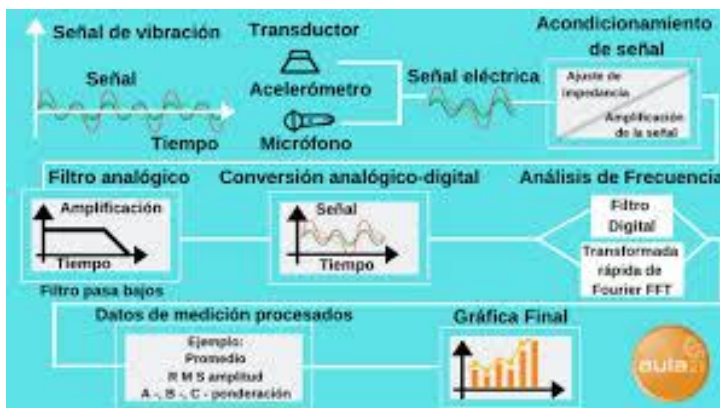 Señal de vibración
Señal
Tiempo
Transductor
Acelerómetro
Micrófono
Señal eléctrica
Acondicionamiento
de señal
Ajuste de
impedancia
Amplificación
de la señal
Filtro analógico
Amplificación
Tiempo
Filtro pasa bajos
Conversión analógico-digital
Señal
Tiempo
Análisis de Frecuencia
Filtro
Digital
Transformada
rápida de
Fourier FFT
Datos de medición procesados
Ejemplo:
Promedio
R M S amplitud
A -, B -, C - ponderación
Gráfica Final
aula21